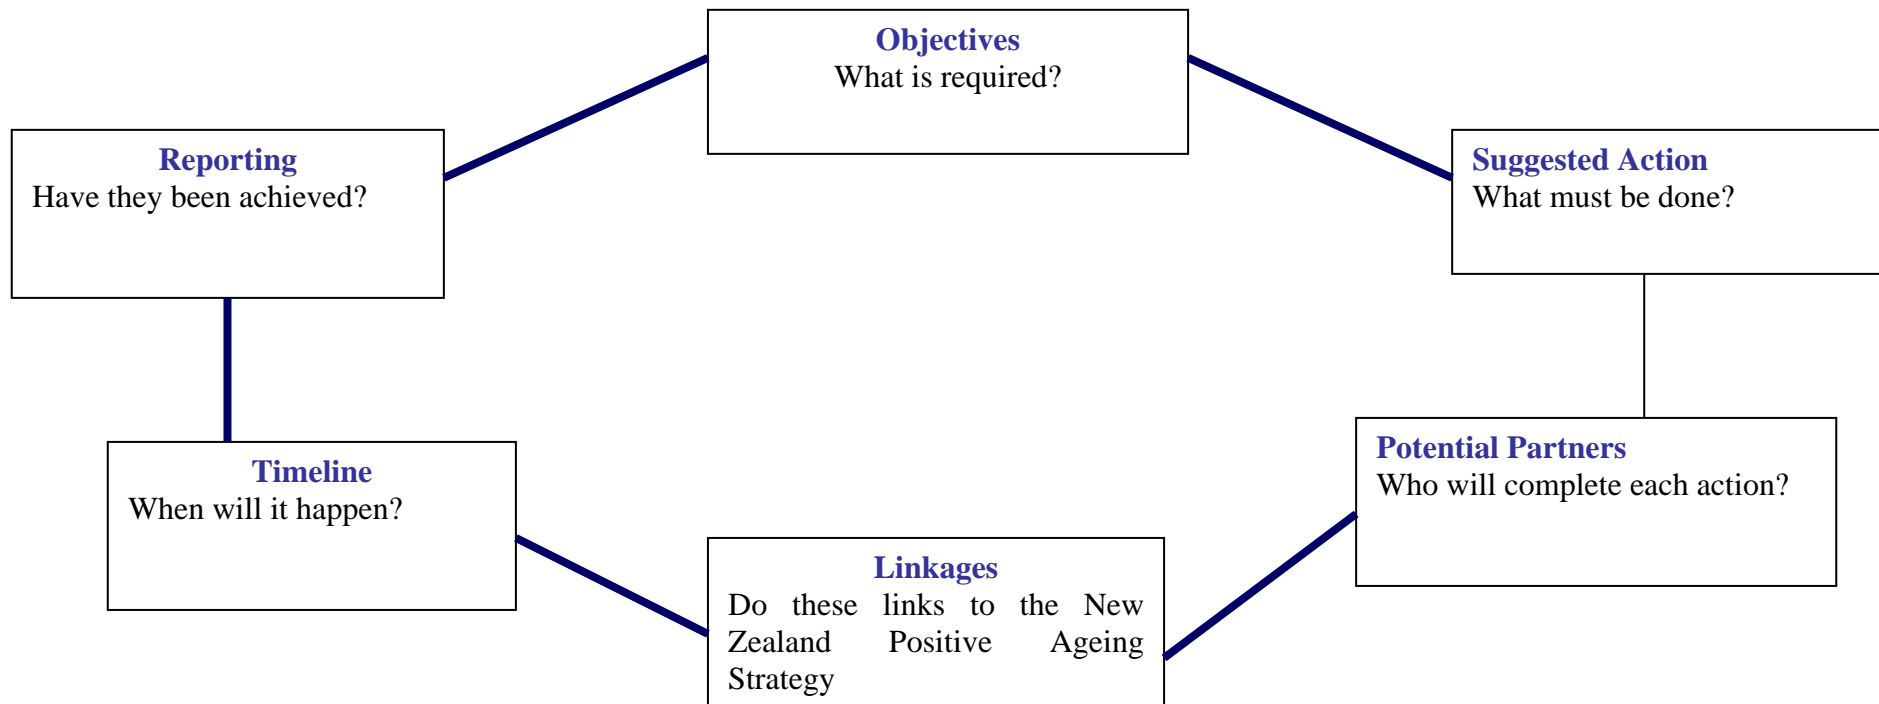 Objectives
What is required?
Reporting
Have they been achieved?
Suggested Action
What must be done?
Timeline
When will it happen?
Potential Partners
Who will complete each action?
Linkages
Do these links to the New
Zealand Positive Ageing
Strategy